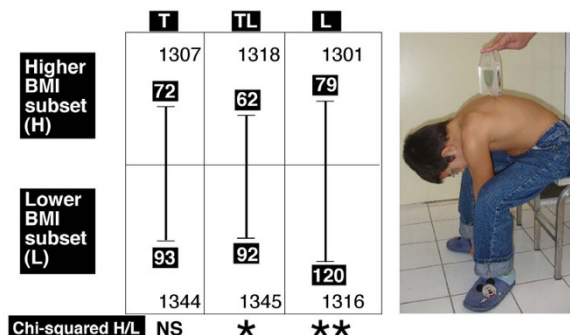 T TL L
Higher
BMI
subset
(H)
1307 1318 1301
72 62 79
Lower
BMI
subset
(L)
93 92 120
1344 1345 1316
Chi-squared H/L NS * **